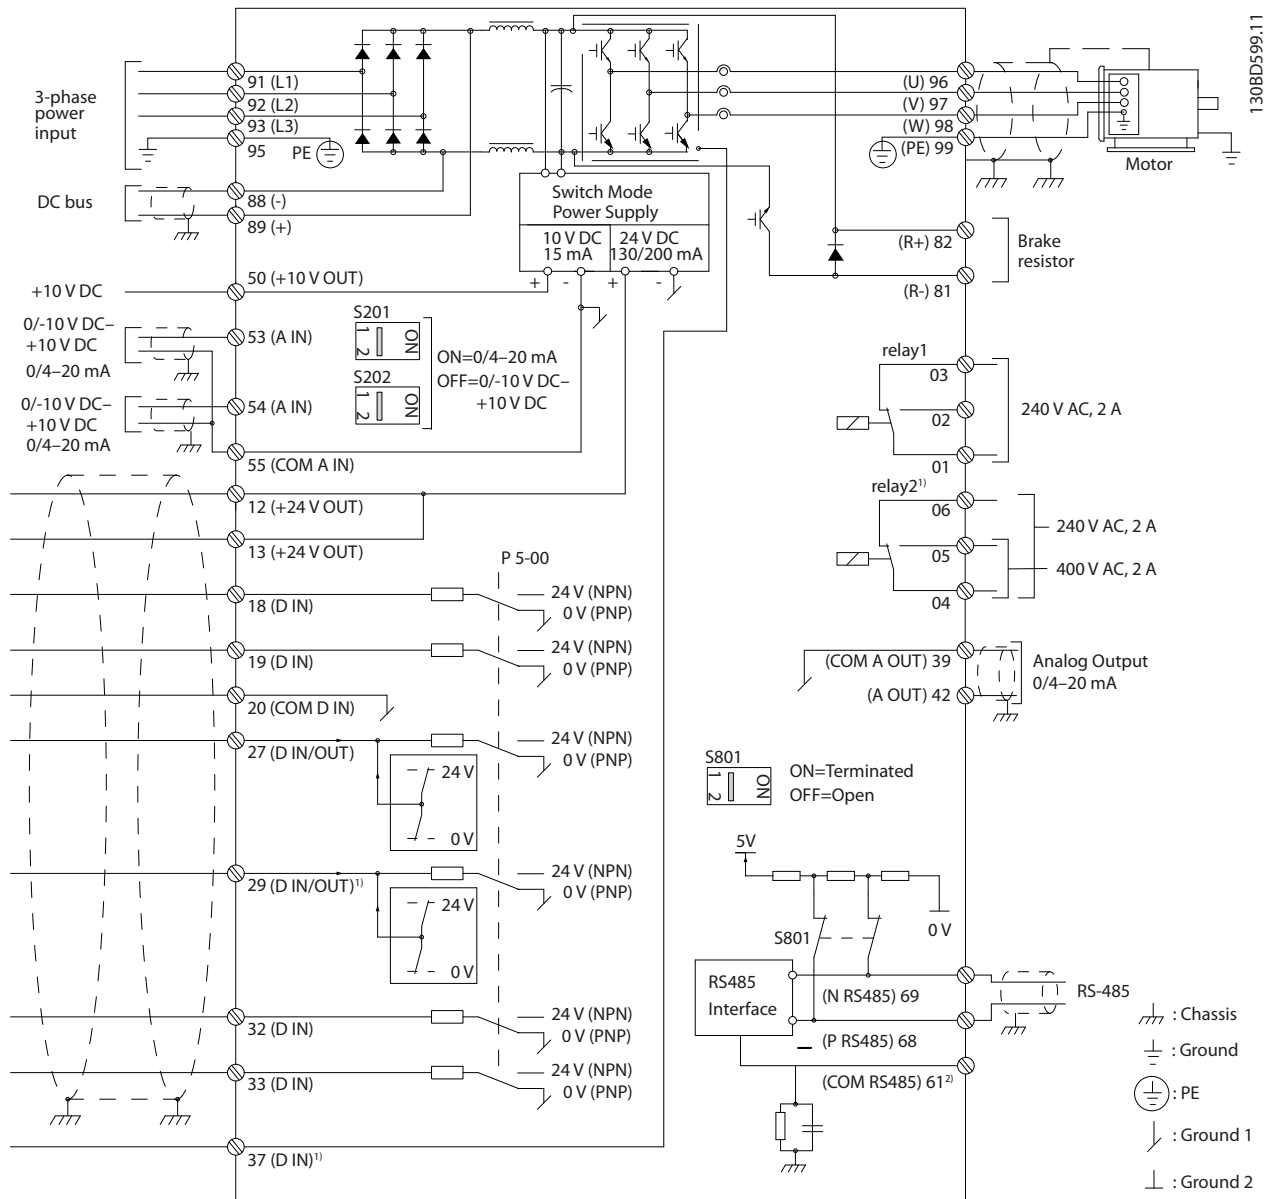 130BD599.11
3-phase
power
input
91 (L1)
92 (L2)
93 (L3)
95
PE
DC bus
88 (-)
89 (+)
Switch Mode
Power Supply
10 V DC
15 mA
24 V DC
130/200 mA
+ - + -
+10 V DC
50 (+10 V OUT)
0/-10 V DC–
+10 V DC
0/4–20 mA
53 (A IN)
0/-10 V DC–
+10 V DC
0/4–20 mA
54 (A IN)
55 (COM A IN)
S201
1 2
ON
S202
1 2
ON
ON=0/4–20 mA
OFF=0/-10 V DC–
+10 V DC
12 (+24 V OUT)
13 (+24 V OUT)
P 5-00
18 (D IN)
24 V (NPN)
0 V (PNP)
19 (D IN)
24 V (NPN)
0 V (PNP)
20 (COM D IN)
27 (D IN/OUT)
24 V (NPN)
0 V (PNP)
24 V
0 V
29 (D IN/OUT)¹⁾
24 V (NPN)
0 V (PNP)
24 V
0 V
32 (D IN)
24 V (NPN)
0 V (PNP)
33 (D IN)
24 V (NPN)
0 V (PNP)
37 (D IN)¹⁾
(U) 96
(V) 97
(W) 98
(PE) 99
Motor
(R+) 82
(R-) 81
Brake
resistor
relay1
03
02
01
240 V AC, 2 A
relay2¹⁾
06
05
04
240 V AC, 2 A
400 V AC, 2 A
(COM A OUT) 39
(A OUT) 42
Analog Output
0/4–20 mA
S801
1 2
ON
ON=Terminated
OFF=Open
5V
S801
0 V
RS485
Interface
(N RS485) 69
(P RS485) 68
(COM RS485) 61²⁾
RS-485
: Chassis
: Ground
: PE
: Ground 1
: Ground 2